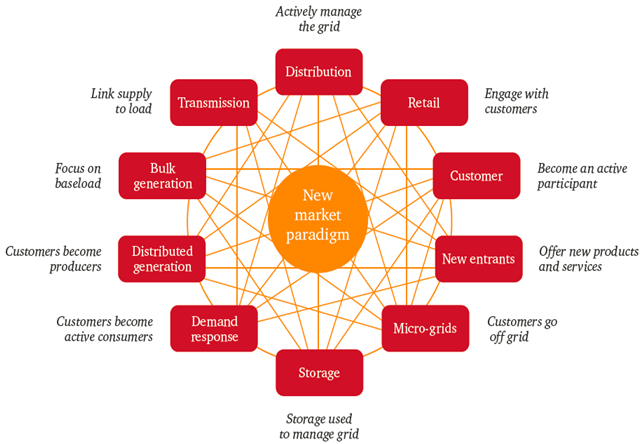 Actively manage
the grid
Distribution
Link supply
to load
Transmission
Retail
Engage with
customers
Focus on
baseload
Bulk
generation
Customer
Become an active
participant
New
market
paradigm
Customers become
producers
Distributed
generation
New entrants
Offer new products
and services
Customers become
active consumers
Demand
response
Micro-grids
Customers go
off grid
Storage
Storage used
to manage grid